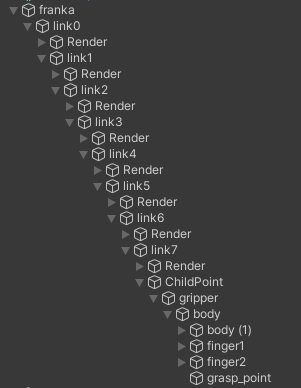 franka
link0
Render
link1
Render
link2
Render
link3
Render
link4
Render
link5
Render
link6
Render
link7
Render
ChildPoint
gripper
body
body (1)
finger1
finger2
grasp_point